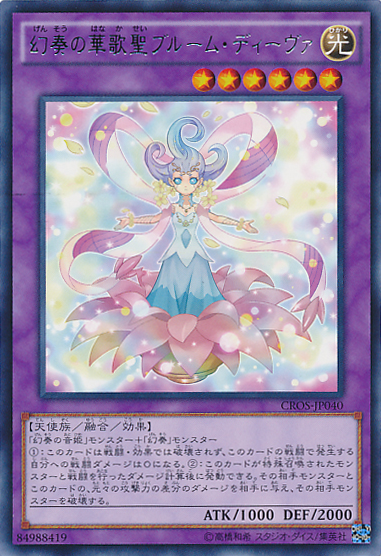 げんそう はなかせい
幻奏の華歌聖ブルーム・ディーヴァ
ひかり
光
CROS-JP040
【天使族／融合／効果】
「幻奏の音姫」モンスター＋「幻奏」モンスター
①：このカードは戦闘・効果では破壊されず、このカードの戦闘で発生する
自分への戦闘ダメージは0になる。②：このカードが特殊召喚されたモンスタ
ーと戦闘を行ったダメージ計算後に発動できる。その相手モンスターと
このカードの、元々の攻撃力の差分のダメージを相手に与え、その相手モン
スターを破壊する。
ATK/1000 DEF/2000
84988419
©高橋和希 スタジオ・ダイス/集英社